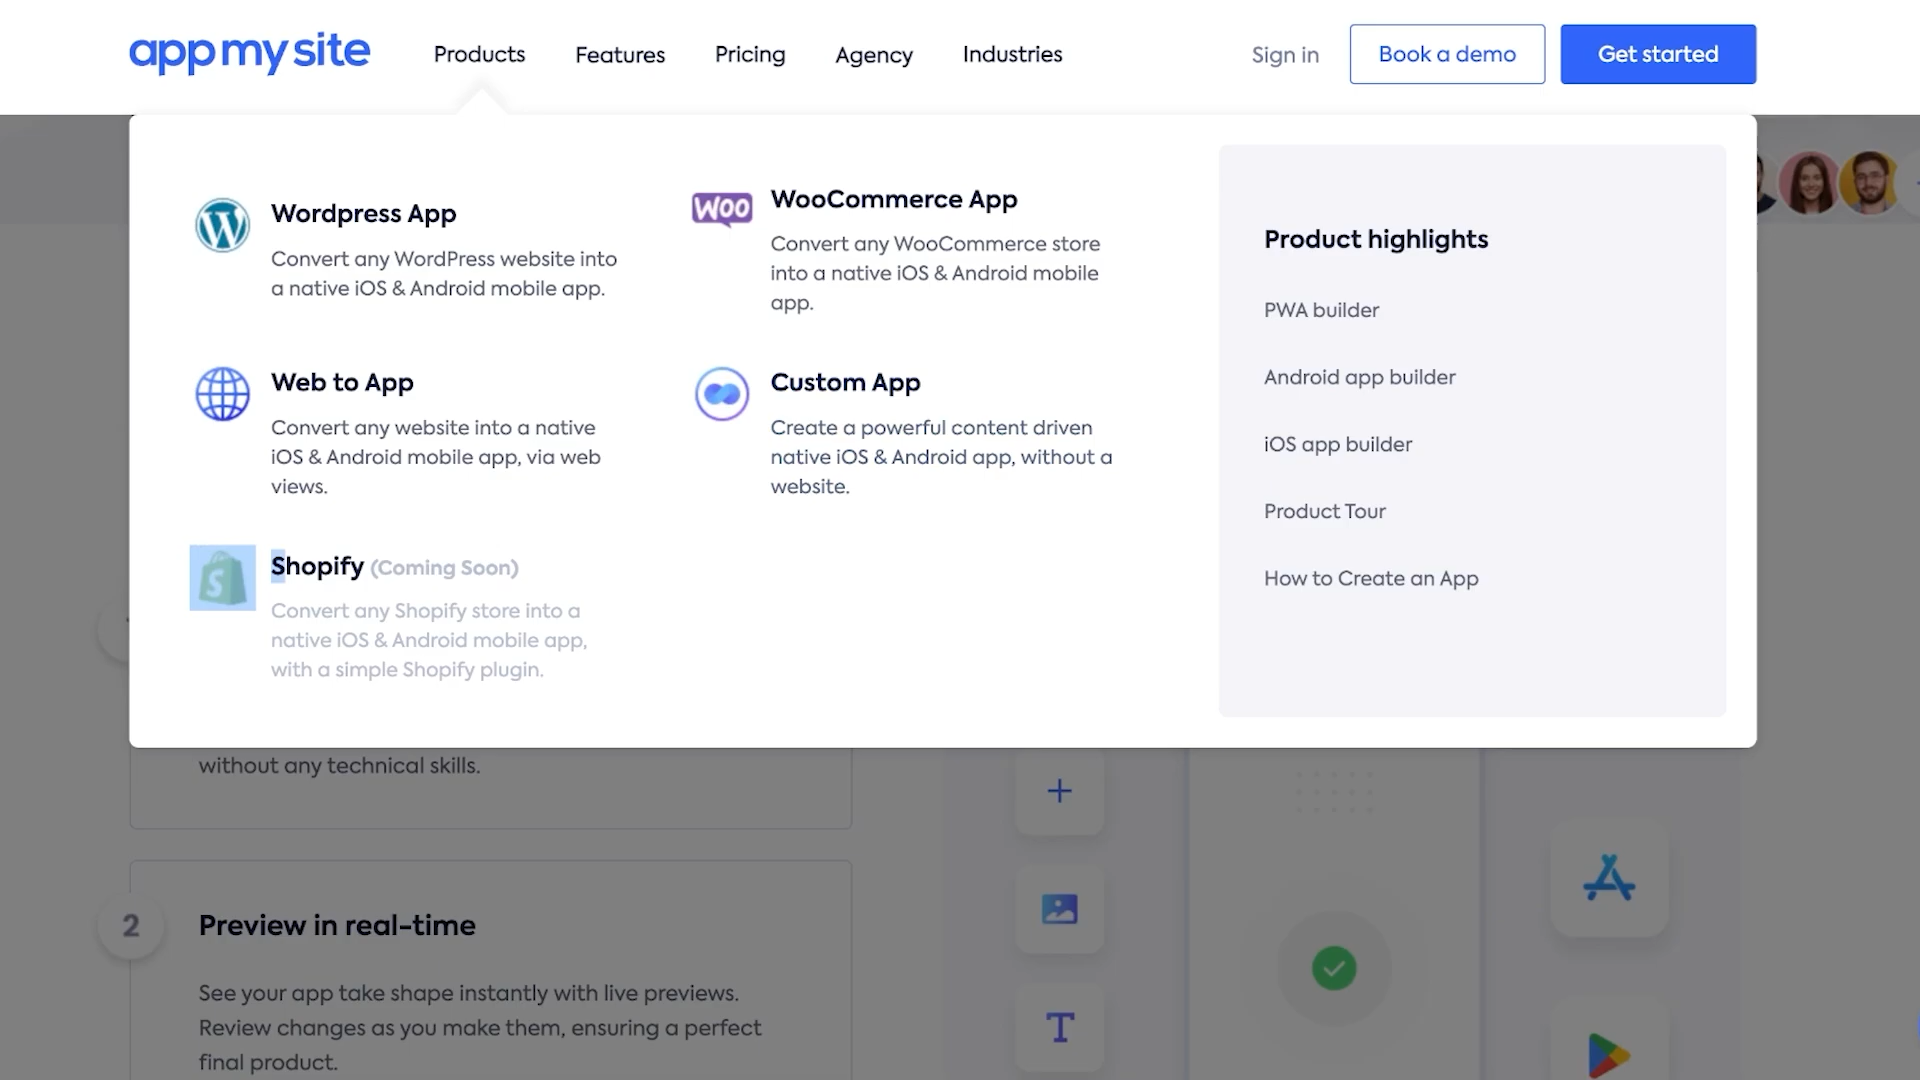 app my site
Products
Features
Pricing
Agency
Industries
Sign in
Book a demo
Get started
Wordpress App
Convert any WordPress website into
a native iOS & Android mobile app.
WOO
WooCommerce App
Convert any WooCommerce store
into a native iOS & Android mobile
app.
Web to App
Convert any website into a native
iOS & Android mobile app, via web
views.
Custom App
Create a powerful content driven
native iOS & Android app, without a
website.
Shopify (Coming Soon)
Convert any Shopify store into a
native iOS & Android mobile app,
with a simple Shopify plugin.
Product highlights
PWA builder
Android app builder
iOS app builder
Product Tour
How to Create an App
without any technical skills.
2
Preview in real-time
See your app take shape instantly with live previews.
Review changes as you make them, ensuring a perfect
final product.
T